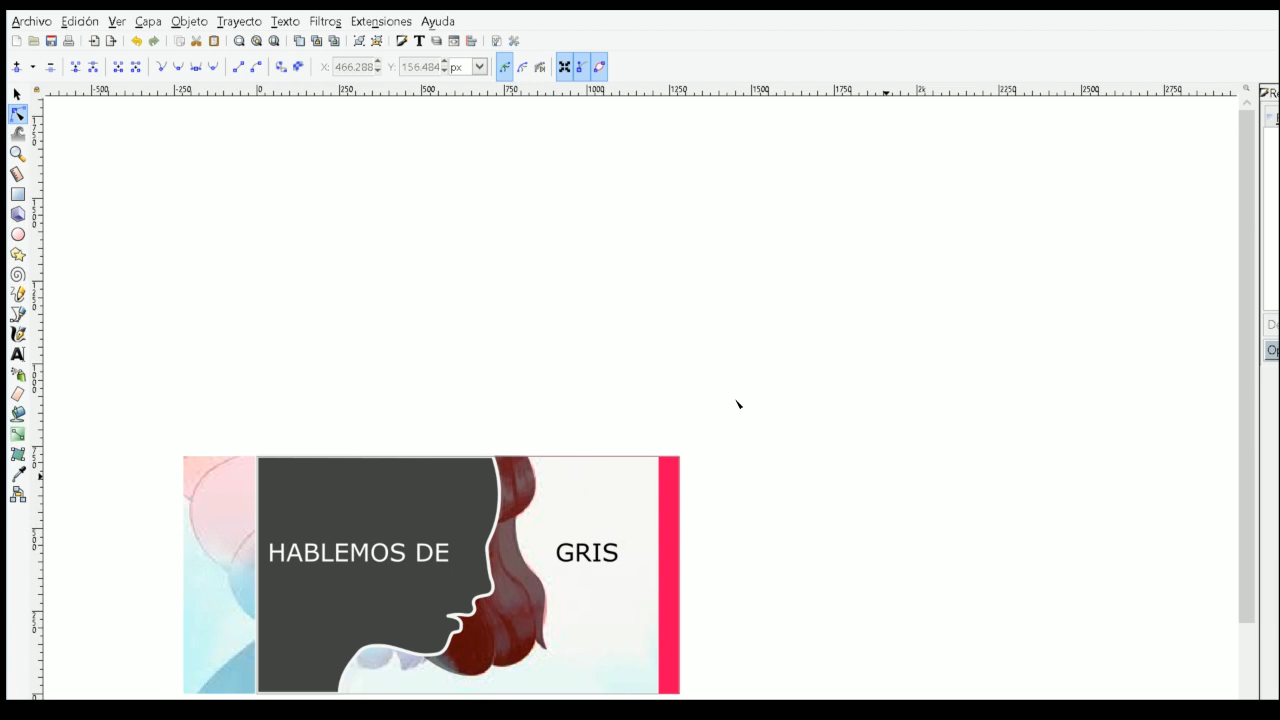 Archivo Edición Ver Capa Objeto Trayecto Texto Filtros Extensiones Ayuda
X: 466.288 Y: 156.484 px
-500 -250 0 250 500 750 1000 1250 1500 1750 2k 2250 2500 2750
HABLEMOS DE GRIS